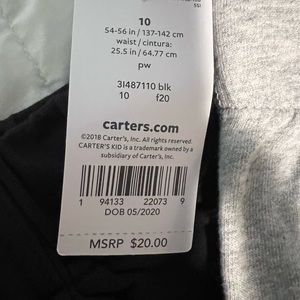 10
54-56 in / 137-142 cm
waist / cintura:
25.5 in / 64.77 cm
pw
3I487110 blk
10 f20
carters.com
©2018 Carter's, Inc. All rights reserved.
CARTER'S KID is a trademark owned by a
subsidiary of Carter's, Inc.
1 94133 22073 9
DOB 05/2020
MSRP $20.00